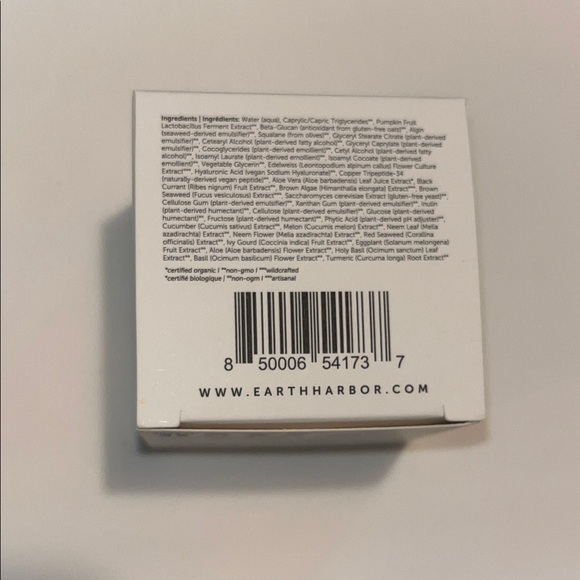 Ingredients | Ingrédients: Water (aqua), Caprylic/Capric Triglycerides**, Pumpkin Fruit
Lactobacillus Ferment Extract**, Beta-Glucan (antioxidant from gluten-free oats)**, Algin
(seaweed-derived emulsifier)**, Squalane (from olives)**, Glyceryl Stearate Citrate (plant-derived
emulsifier)**, Cetearyl Alcohol (plant-derived fatty alcohol)**, Glyceryl Caprylate (plant-derived
emulsifier)**, Cocoglycerides (plant-derived emollient)**, Cetyl Alcohol (plant-derived fatty
alcohol)**, Isoamyl Laurate (plant-derived emollient)**, Isoamyl Cocoate (plant-derived
emollient)**, Vegetable Glycerin**, Edelweiss (Leontopodium alpinum callus) Flower Culture
Extract***, Hyaluronic Acid (vegan Sodium Hyaluronate)**, Copper Tripeptide-34
(naturally-derived vegan peptide)**, Aloe Vera (Aloe barbadensis) Leaf Juice Extract*, Black
Currant (Ribes nigrum) Fruit Extract**, Brown Algae (Himanthalia elongata) Extract**, Brown
Seaweed (Fucus vesiculosus) Extract**, Saccharomyces cerevisiae Extract (gluten-free yeast)**,
Cellulose Gum (plant-derived emulsifier)**, Xanthan Gum (plant-derived emulsifier)**, Inulin
(plant-derived humectant)**, Cellulose (plant-derived emulsifier)**, Glucose (plant-derived
humectant)**, Fructose (plant-derived humectant)**, Phytic Acid (plant-derived pH adjuster)**,
Cucumber (Cucumis sativus) Extract**, Melon (Cucumis melon) Extract**, Neem Leaf (Melia
azadirachta) Extract**, Neem Flower (Melia azadirachta) Extract**, Red Seaweed (Corallina
officinalis) Extract**, Ivy Gourd (Coccinia indica) Fruit Extract**, Eggplant (Solanum melongena)
Fruit Extract**, Aloe (Aloe barbadensis) Flower Extract**, Holy Basil (Ocimum sanctum) Leaf
Extract**, Basil (Ocimum basilicum) Flower Extract**, Turmeric (Curcuma longa) Root Extract**
*certified organic | **non-gmo | ***wildcrafted
*certifié biologique | **non-ogm | ***artisanal
8 50006 54173 7
WWW.EARTHHARBOR.COM